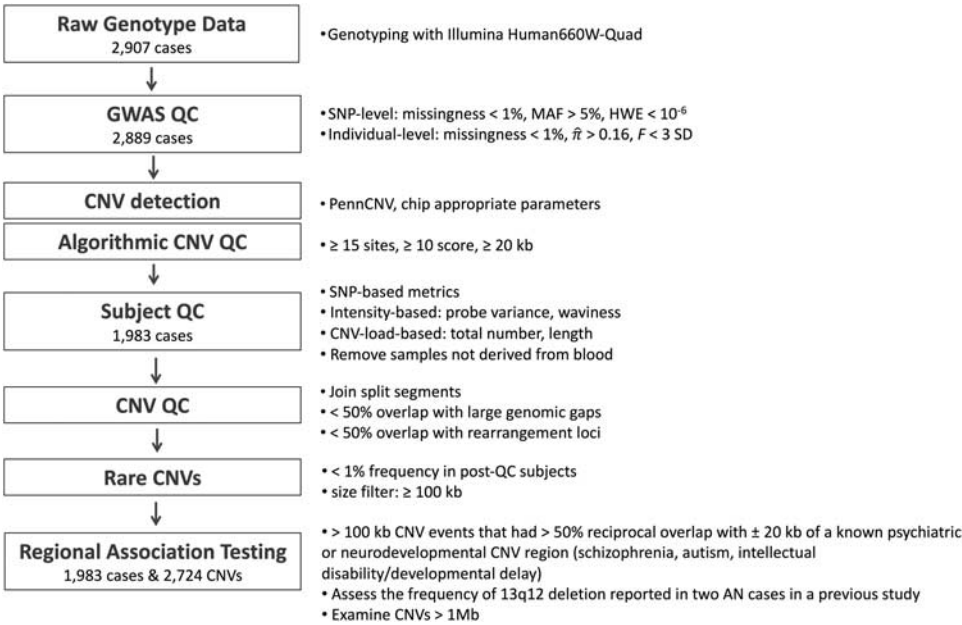 Raw Genotype Data
2,907 cases
• Genotyping with Illumina Human660W-Quad
GWAS QC
2,889 cases
• SNP-level: missingness < 1%, MAF > 5%, HWE < 10⁻⁶
• Individual-level: missingness < 1%, π̂ > 0.16, F < 3 SD
CNV detection
• PennCNV, chip appropriate parameters
Algorithmic CNV QC
• ≥ 15 sites, ≥ 10 score, ≥ 20 kb
Subject QC
1,983 cases
• SNP-based metrics
• Intensity-based: probe variance, waviness
• CNV-load-based: total number, length
• Remove samples not derived from blood
CNV QC
• Join split segments
• < 50% overlap with large genomic gaps
• < 50% overlap with rearrangement loci
Rare CNVs
• < 1% frequency in post-QC subjects
• size filter: ≥ 100 kb
Regional Association Testing
1,983 cases & 2,724 CNVs
• > 100 kb CNV events that had > 50% reciprocal overlap with ± 20 kb of a known psychiatric
or neurodevelopmental CNV region (schizophrenia, autism, intellectual
disability/developmental delay)
• Assess the frequency of 13q12 deletion reported in two AN cases in a previous study
• Examine CNVs > 1Mb